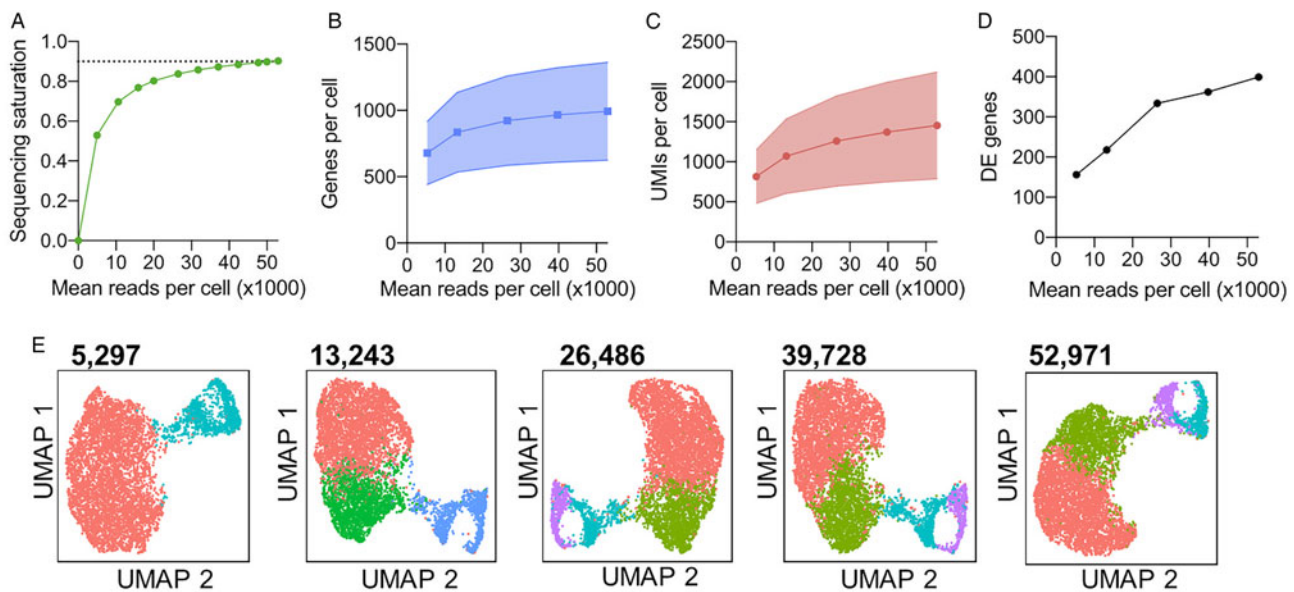 A
Sequencing saturation
1.0
0.8
0.6
0.4
0.2
0.0
0 10 20 30 40 50
Mean reads per cell (x1000)
B
Genes per cell
1500
1000
500
0
0 10 20 30 40 50
Mean reads per cell (x1000)
C
UMIs per cell
2500
2000
1500
1000
500
0
0 10 20 30 40 50
Mean reads per cell (x1000)
D
DE genes
500
400
300
200
100
0
0 10 20 30 40 50
Mean reads per cell (x1000)
E
5,297
UMAP 1
UMAP 2
13,243
UMAP 1
UMAP 2
26,486
UMAP 1
UMAP 2
39,728
UMAP 1
UMAP 2
52,971
UMAP 1
UMAP 2